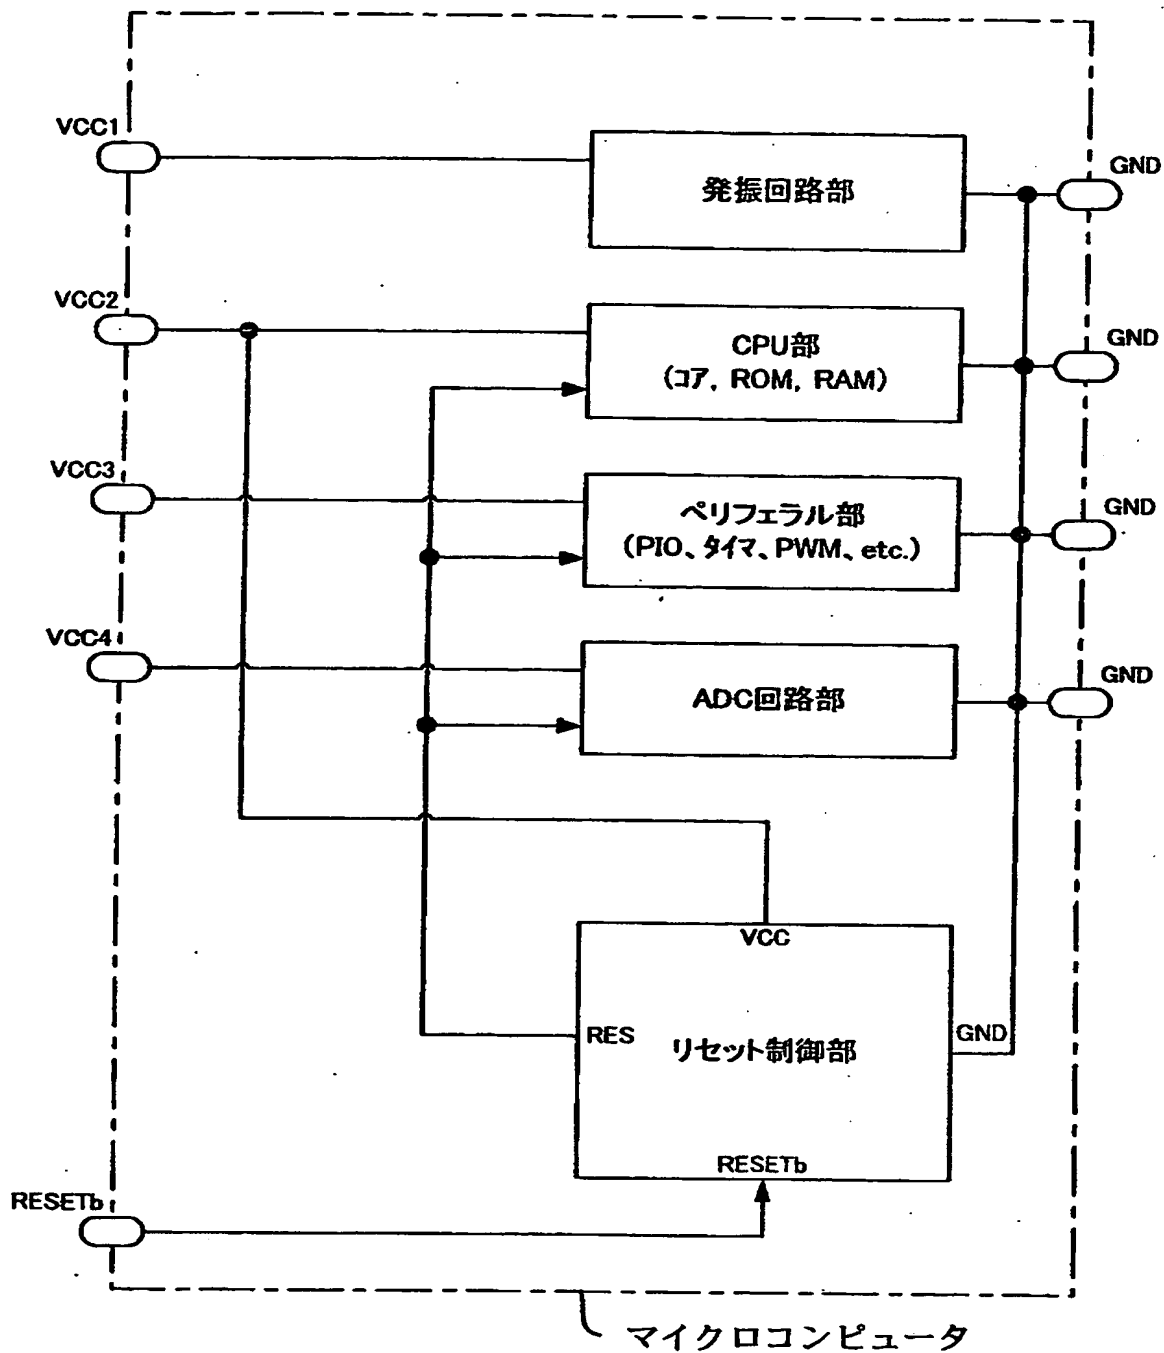 VCC1
発振回路部
GND
VCC2
CPU部
(コア, ROM, RAM)
GND
VCC3
ペリフェラル部
(PIO、タイマ、PWM、etc.)
GND
VCC4
ADC回路部
GND
VCC
RES
リセット制御部
GND
RESETb
RESETb
マイクロコンピュータ